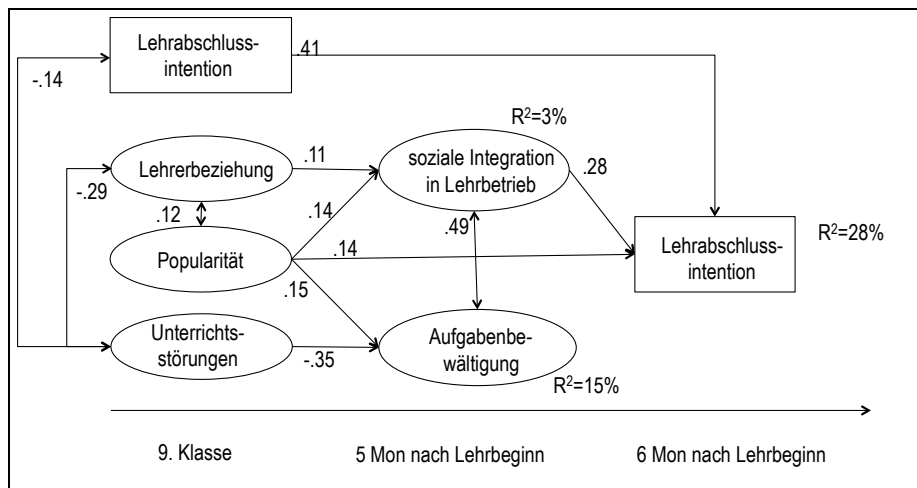 Lehrabschluss-
intention
.41
-.14
R²=3%
Lehrerbeziehung
.11
soziale Integration
in Lehrbetrieb
.28
-.29
.12
.14
.49
Popularität
.14
Lehrabschluss-
intention
R²=28%
.15
Unterrichts-
störungen
-.35
Aufgabenbe-
wältigung
R²=15%
9. Klasse
5 Mon nach Lehrbeginn
6 Mon nach Lehrbeginn